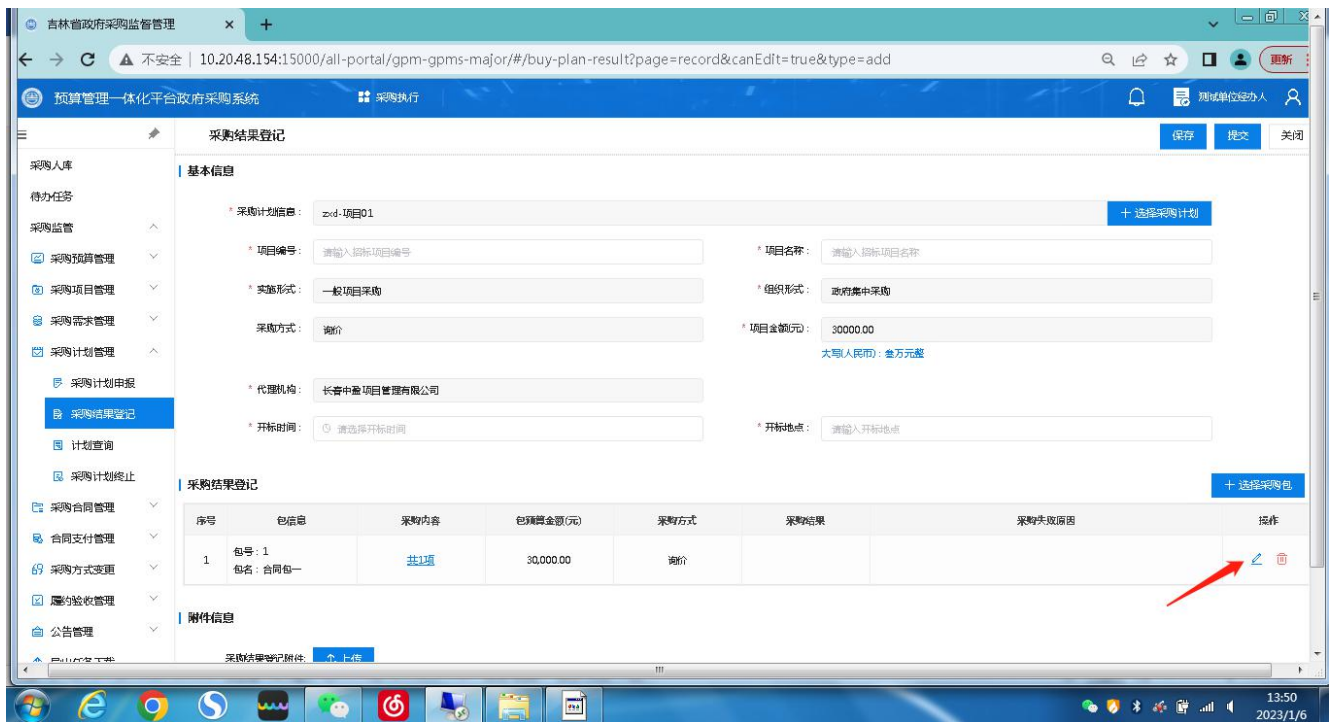 吉林省政府采购监督管理
不安全 | 10.20.48.154:15000/all-portal/gpm-gpms-major/#/buy-plan-result?page=record&canEdit=true&type=add
更新
预算管理一体化平台政府采购系统 采购执行 测试单位经办人
采购结果登记 保存 提交 关闭
采购人库
待办任务
采购监管
采购预算管理
采购项目管理
采购需求管理
采购计划管理
采购计划申报
采购结果登记
计划查询
采购计划终止
采购合同管理
合同支付管理
采购方式变更
履约验收管理
公告管理
基本信息
* 采购计划信息: zxd-项目01 + 选择采购计划
* 项目编号: 请输入招标项目编号 * 项目名称: 请输入招标项目名称
* 实施形式: 一般项目采购 * 组织形式: 政府集中采购
采购方式: 询价 * 项目金额(元): 30000.00
大写(人民币): 叁万元整
* 代理机构: 长春中盈项目管理有限公司
* 开标时间: 请选择开标时间 * 开标地点: 请输入开标地点
采购结果登记 + 选择采购包
序号 包信息 采购内容 包预算金额(元) 采购方式 采购结果 采购失败原因 操作
1 包号: 1 共1项 30,000.00 询价
包名: 合同包一
附件信息
采购结果登记附件: 上传
13:50
2023/1/6